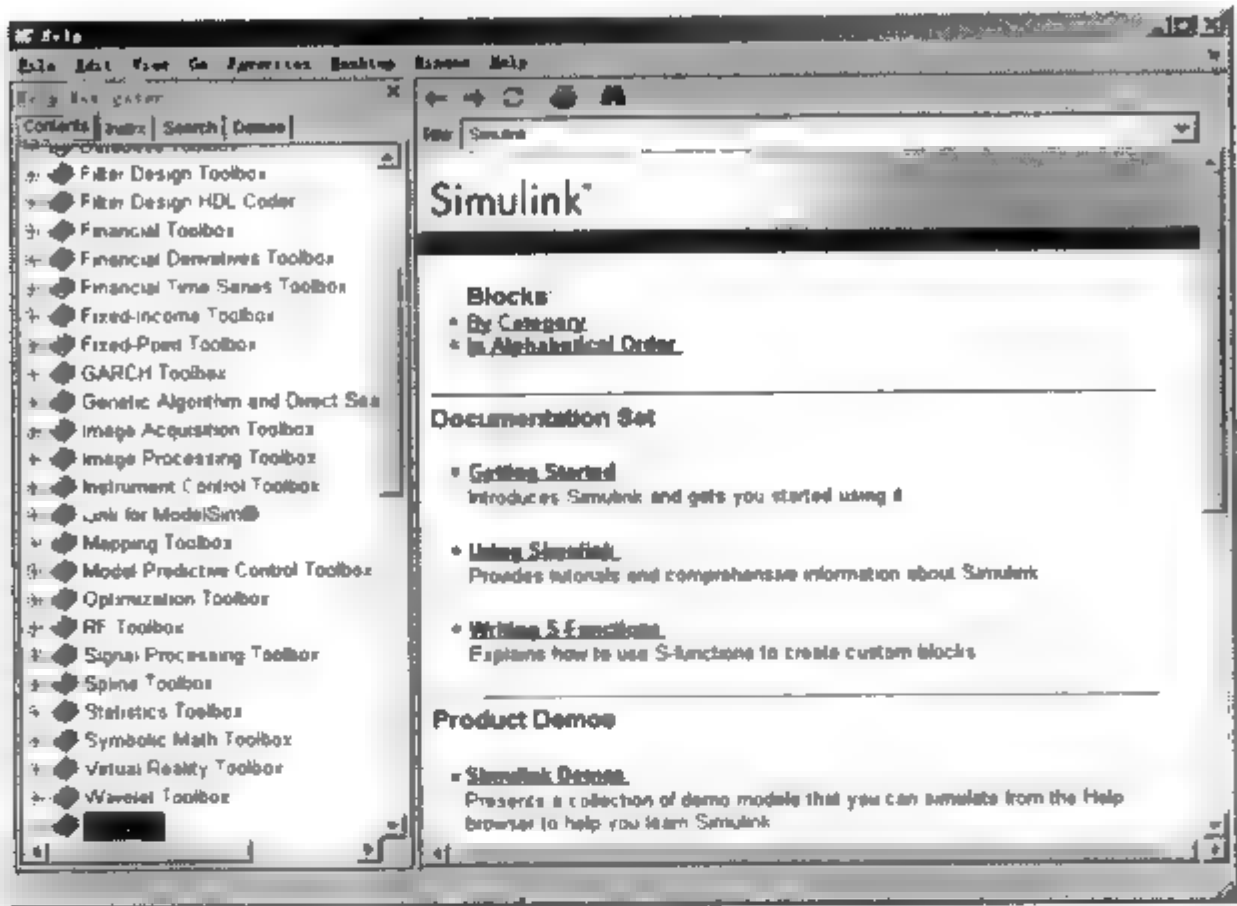 Help
File Edit View Go Favorites Desktop Window Help
Help Navigator
Contents Index Search Demos
Database Toolbox
Filter Design Toolbox
Filter Design HDL Coder
Financial Toolbox
Financial Derivatives Toolbox
Financial Time Series Toolbox
Fixed-Income Toolbox
Fixed-Point Toolbox
GARCH Toolbox
Genetic Algorithm and Direct Sea
Image Acquisition Toolbox
Image Processing Toolbox
Instrument Control Toolbox
Link for ModelSim®
Mapping Toolbox
Model Predictive Control Toolbox
Optimization Toolbox
RF Toolbox
Signal Processing Toolbox
Spline Toolbox
Statistics Toolbox
Symbolic Math Toolbox
Virtual Reality Toolbox
Wavelet Toolbox
Simulink
Simulink
Blocks
By Category
In Alphabetical Order
Documentation Set
Getting Started
Introduces Simulink and gets you started using it
Using Simulink
Provides tutorials and comprehensive information about Simulink
Writing S-Functions
Explains how to use S-functions to create custom blocks
Product Demos
Simulink Demos
Presents a collection of demo models that you can simulate from the Help
browser to help you learn Simulink